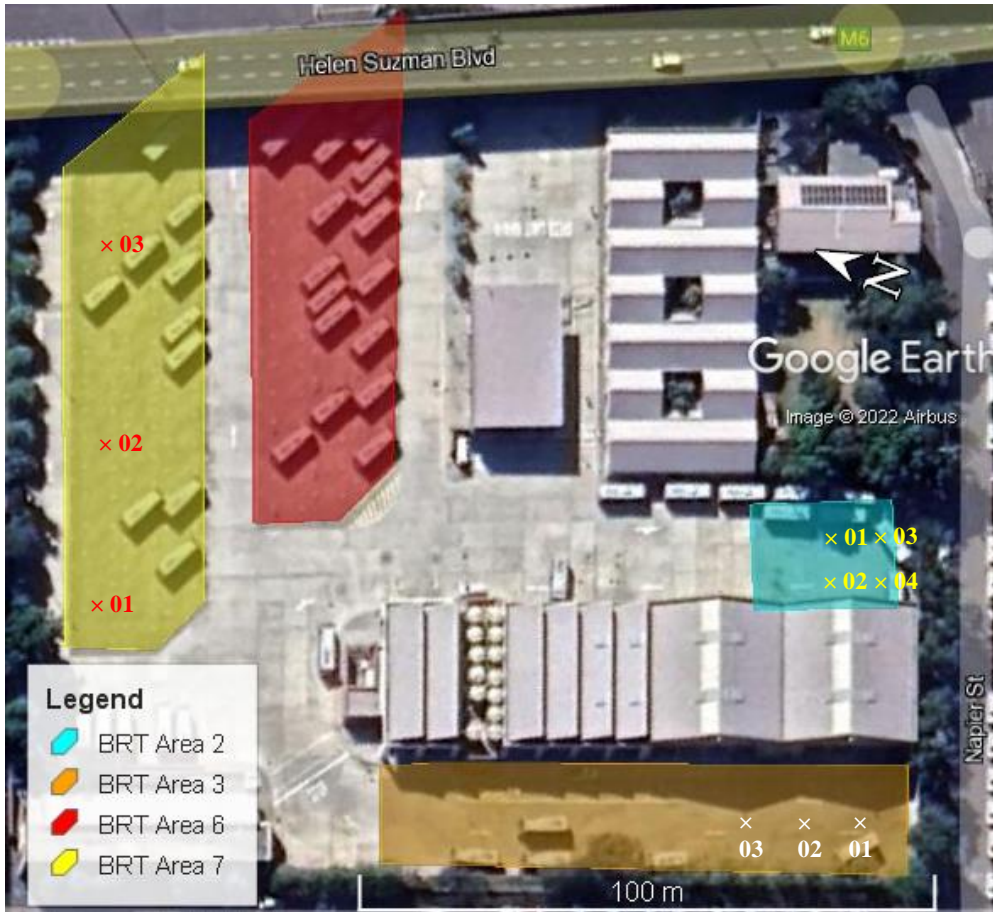 Helen Suzman Blvd
M6
× 03
N
Google Earth
Image © 2022 Airbus
× 02
× 01 × 03
× 02 × 04
× 01
Napier St
Legend
BRT Area 2
BRT Area 3
BRT Area 6
BRT Area 7
× × ×
03 02 01
100 m